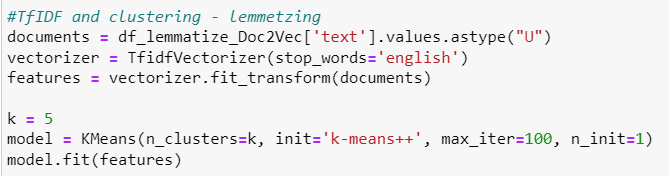 #TfIDF and clustering - lemmetzing
documents = df_lemmatize_Doc2Vec['text'].values.astype("U")
vectorizer = TfidfVectorizer(stop_words='english')
features = vectorizer.fit_transform(documents)
k = 5
model = KMeans(n_clusters=k, init='k-means++', max_iter=100, n_init=1)
model.fit(features)